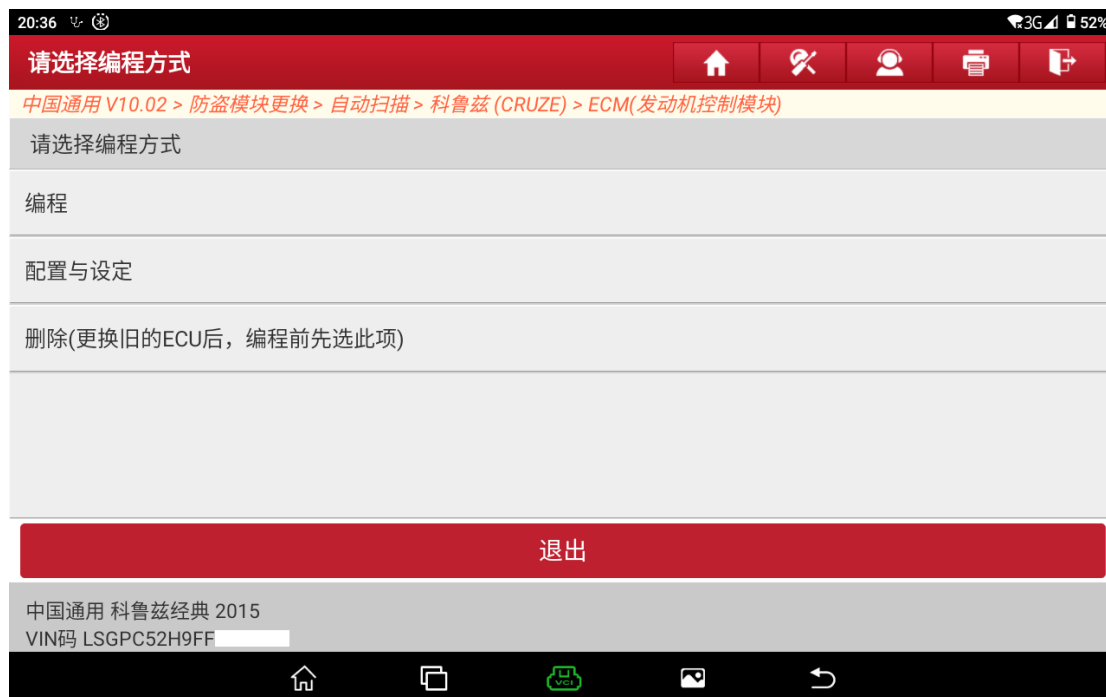 20:36
3G 52%
请选择编程方式
中国通用 V10.02 > 防盗模块更换 > 自动扫描 > 科鲁兹 (CRUZE) > ECM(发动机控制模块)
请选择编程方式
编程
配置与设定
删除(更换旧的ECU后，编程前先选此项)
退出
中国通用 科鲁兹经典 2015
VIN码 LSGPC52H9FF
VCI